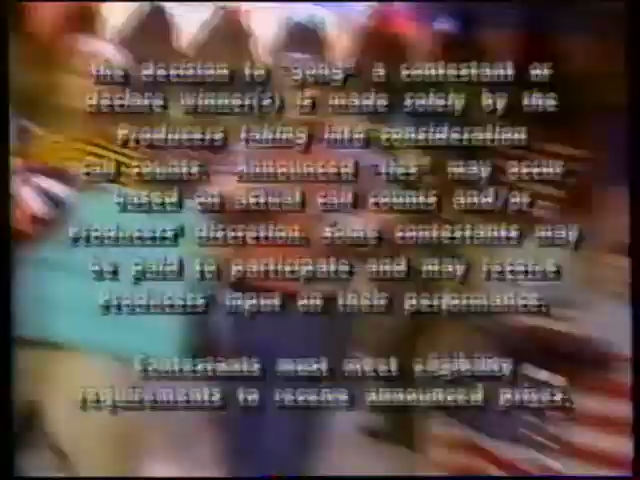 the decision to "gong" a contestant or
declare winner(s) is made solely by the
Producers taking into consideration
call counts. Announced "ties" may occur
based on actual call counts and/or
producers' discretion. Some contestants may
be paid to participate and may receive
producers' input on their performance.
Contestants must meet eligibility
requirements to receive announced prizes.